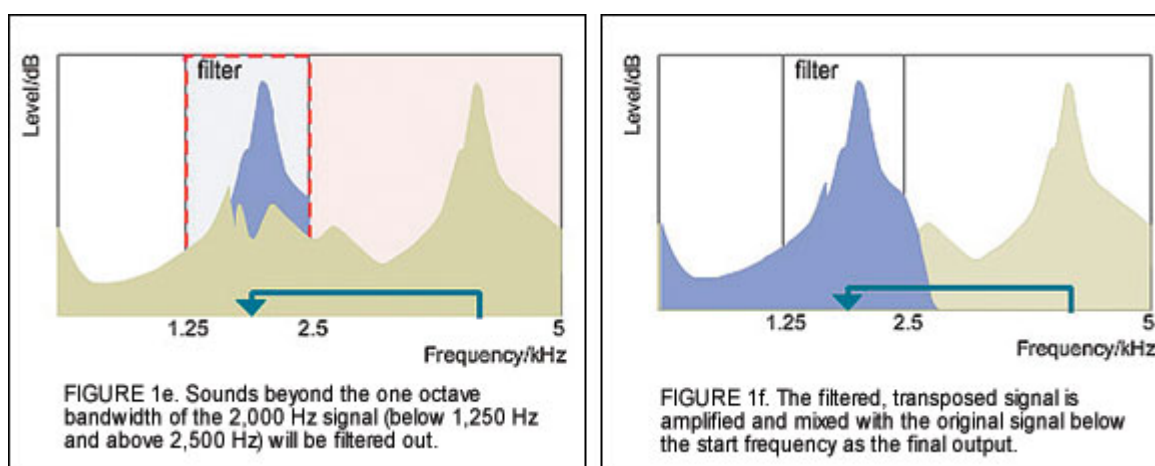 Level/dB
filter
1.25
2.5
5
Frequency/kHz
FIGURE 1e. Sounds beyond the one octave
bandwidth of the 2,000 Hz signal (below 1,250 Hz
and above 2,500 Hz) will be filtered out.
Level/dB
filter
1.25
2.5
5
Frequency/kHz
FIGURE 1f. The filtered, transposed signal is
amplified and mixed with the original signal below
the start frequency as the final output.